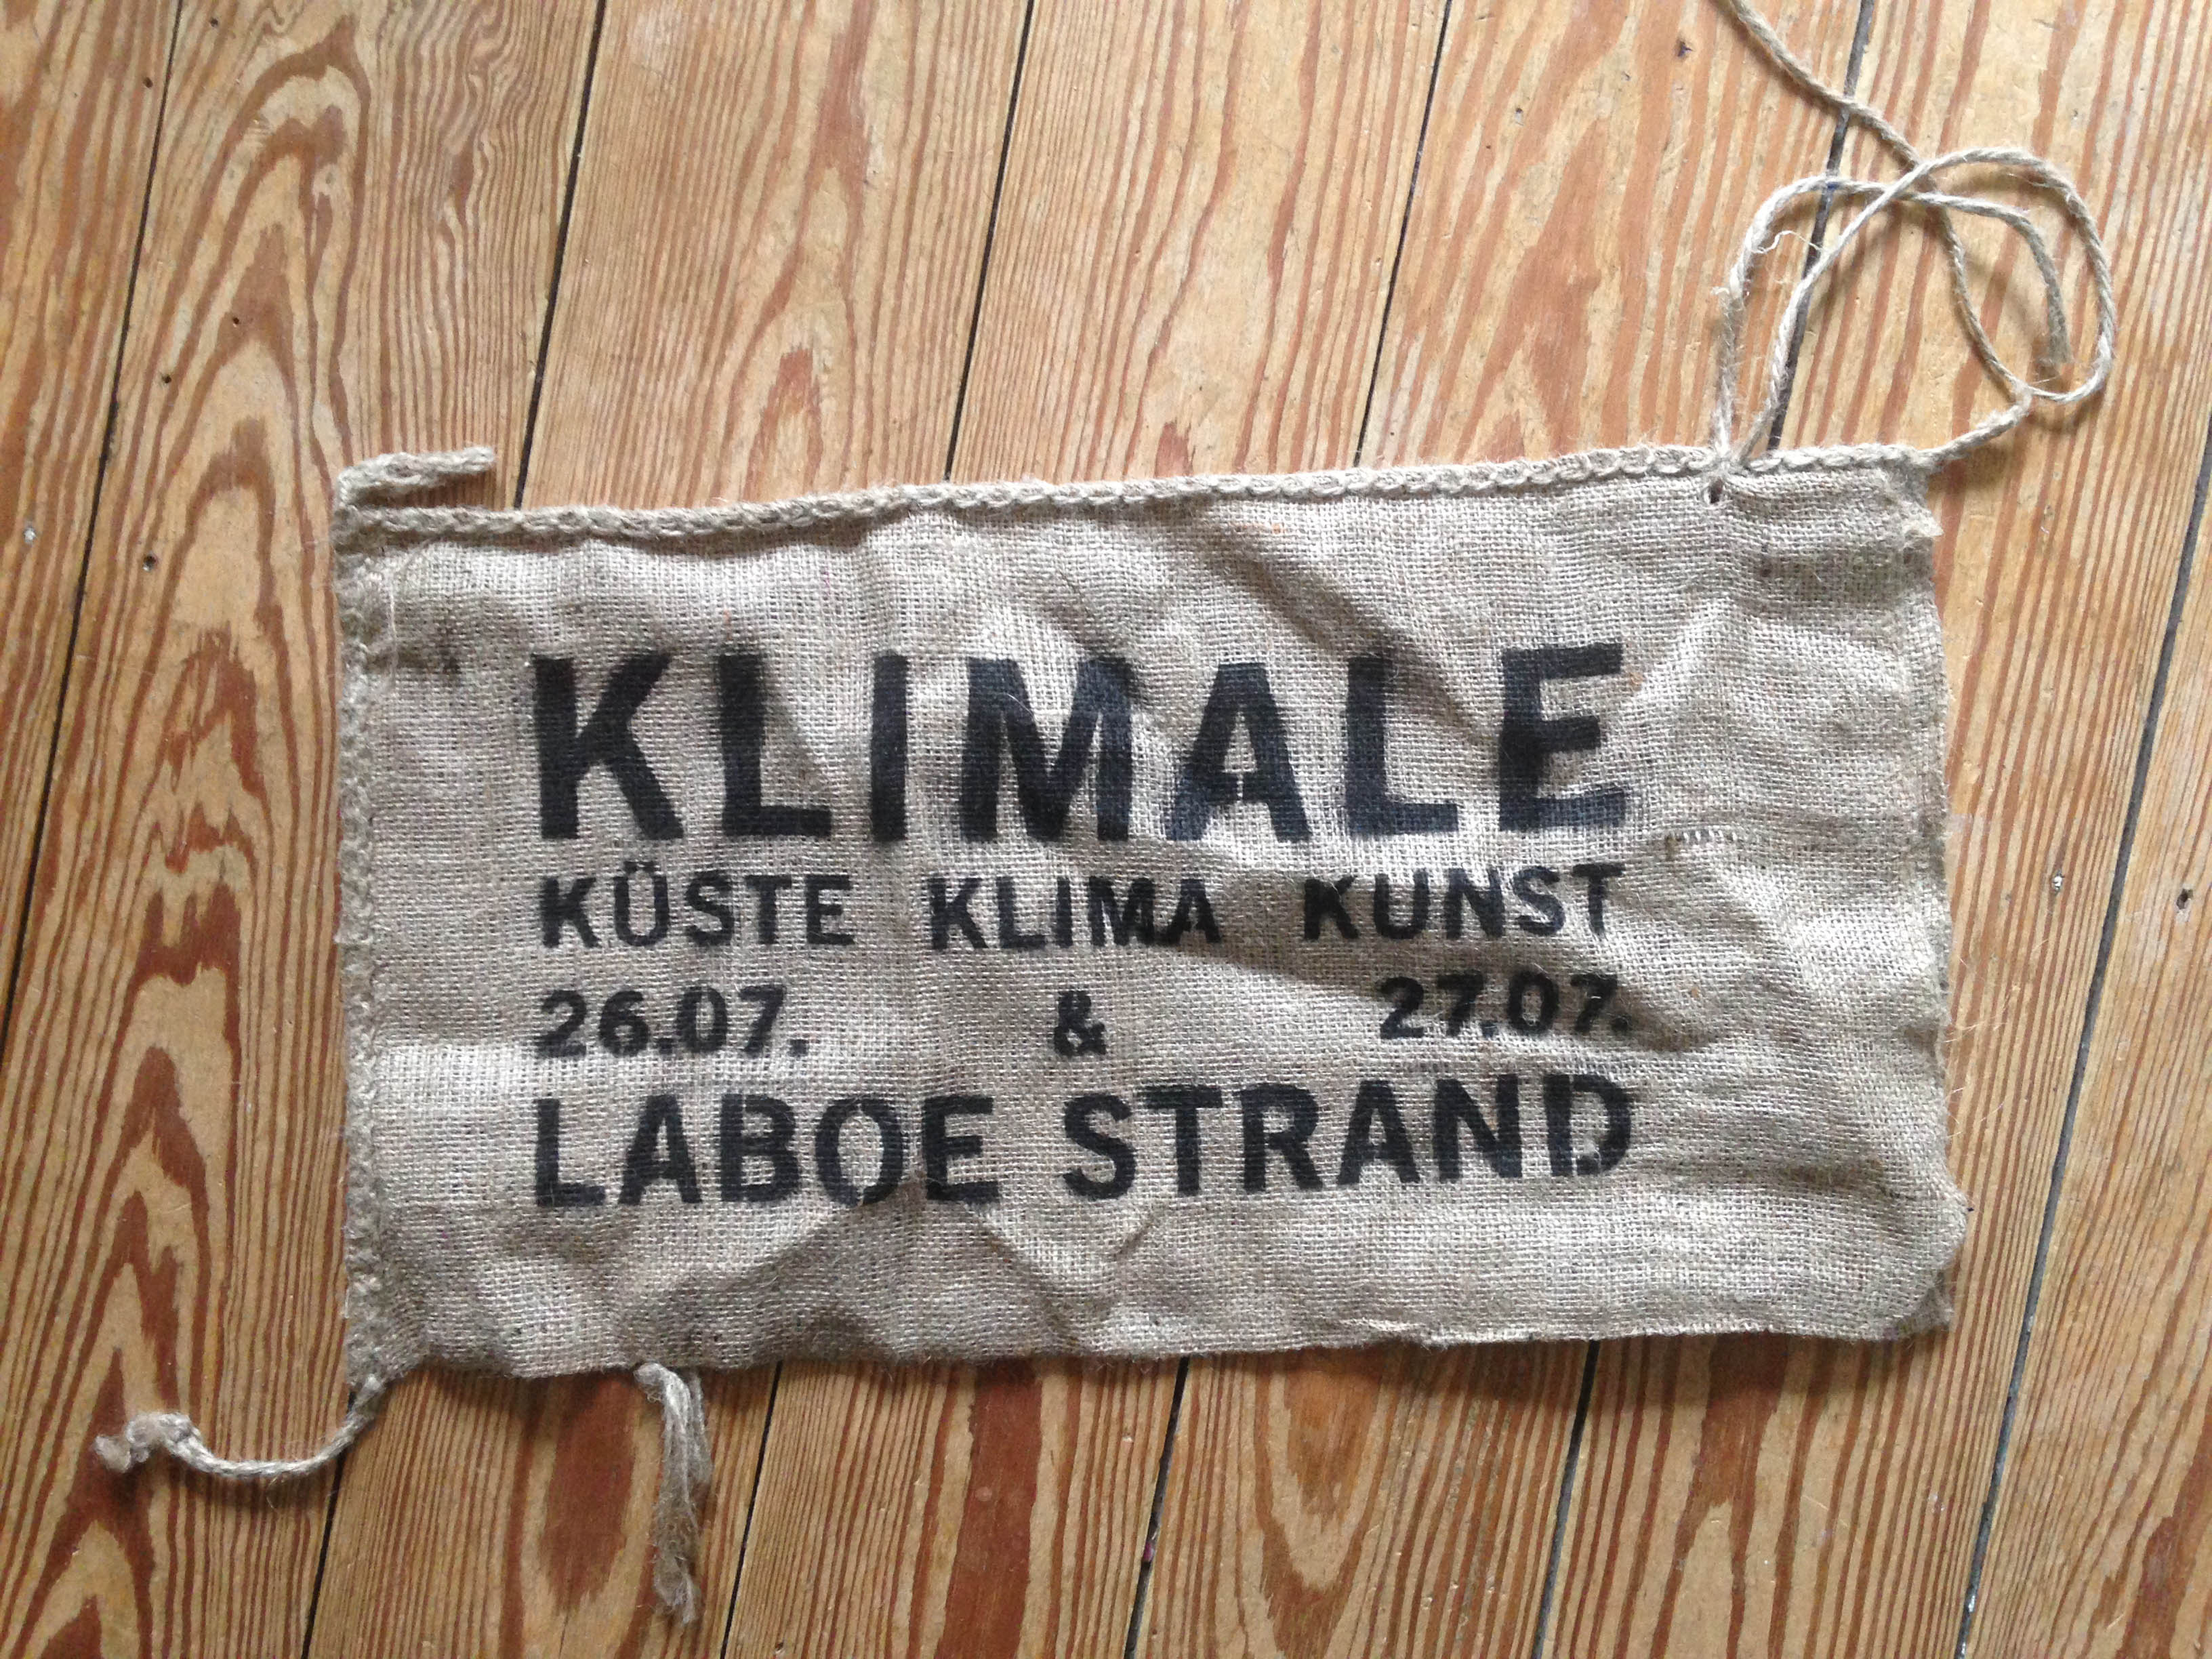 KLIMALE
KÜSTE KLIMA KUNST
26.07. & 27.07.
LABOE STRAND